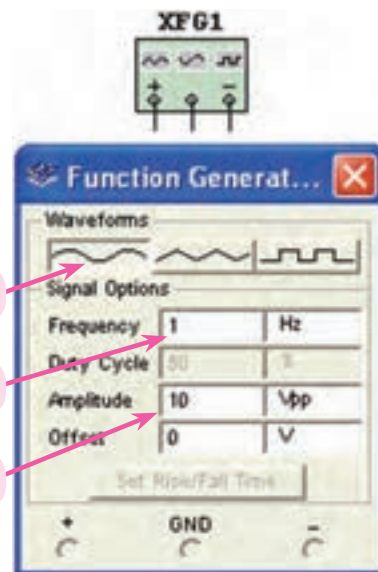 XFG1
+ −
Function Generat...
Waveforms
Signal Options
Frequency 1 Hz
Duty Cycle 50 %
Amplitude 10 Vpp
Offset 0 V
Set Rise/Fall Time
+ GND −